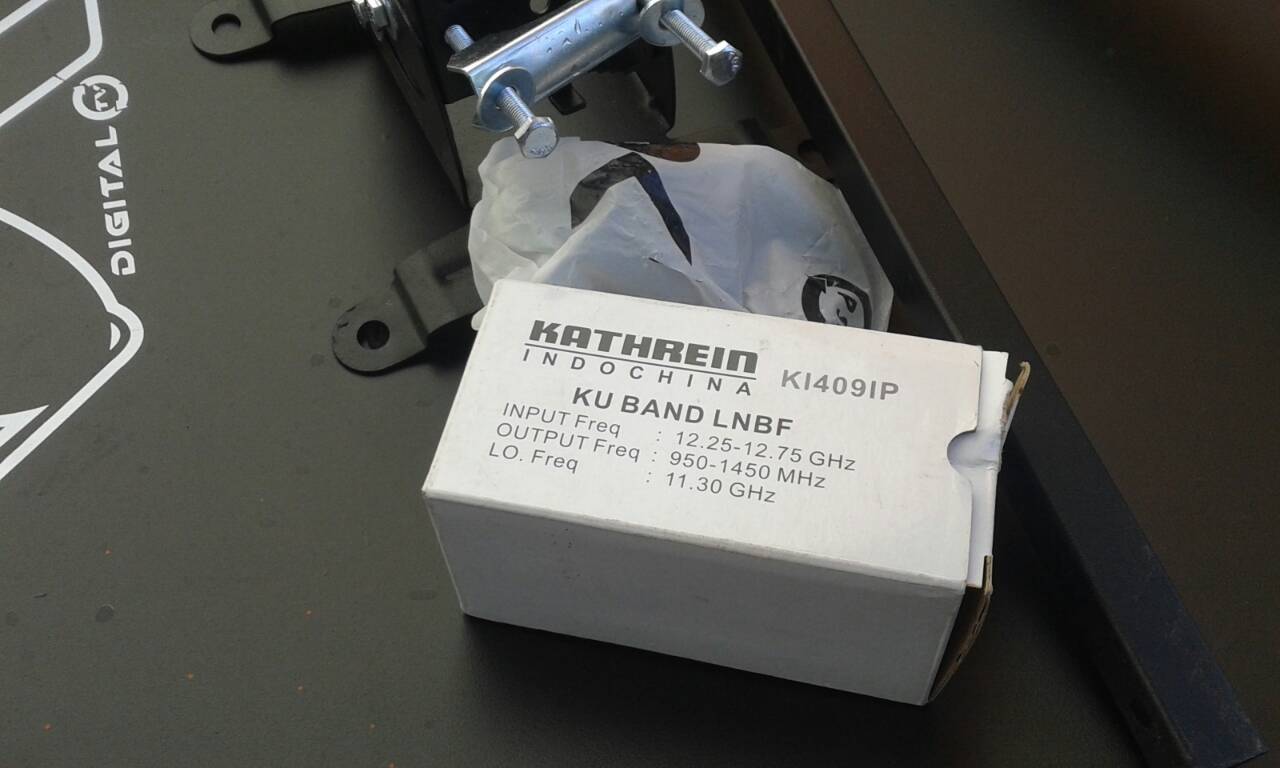 DIGITAL TV
KATHREIN
INDOCHINA
KI409IP
KU BAND LNBF
INPUT Freq : 12.25-12.75 GHz
OUTPUT Freq : 950-1450 MHz
LO. Freq : 11.30 GHz